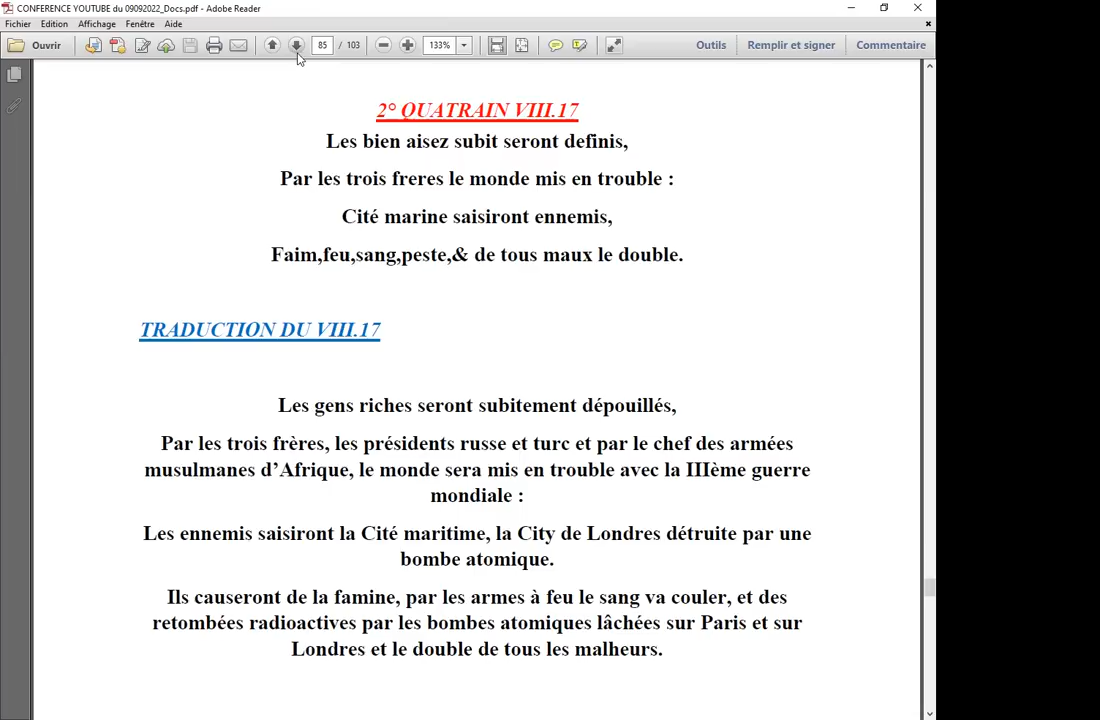 CONFERENCE YOUTUBE du 09092022_Docs.pdf - Adobe Reader
Fichier Edition Affichage Fenêtre Aide
Ouvrir 85 / 103 133% Outils Remplir et signer Commentaire
2° QUATRAIN VIII.17
Les bien aisez subit seront definis,
Par les trois freres le monde mis en trouble :
Cité marine saisiront ennemis,
Faim,feu,sang,peste,& de tous maux le double.
TRADUCTION DU VIII.17
Les gens riches seront subitement dépouillés,
Par les trois frères, les présidents russe et turc et par le chef des armées
musulmanes d’Afrique, le monde sera mis en trouble avec la IIIème guerre
mondiale :
Les ennemis saisiront la Cité maritime, la City de Londres détruite par une
bombe atomique.
Ils causeront de la famine, par les armes à feu le sang va couler, et des
retombées radioactives par les bombes atomiques lâchées sur Paris et sur
Londres et le double de tous les malheurs.